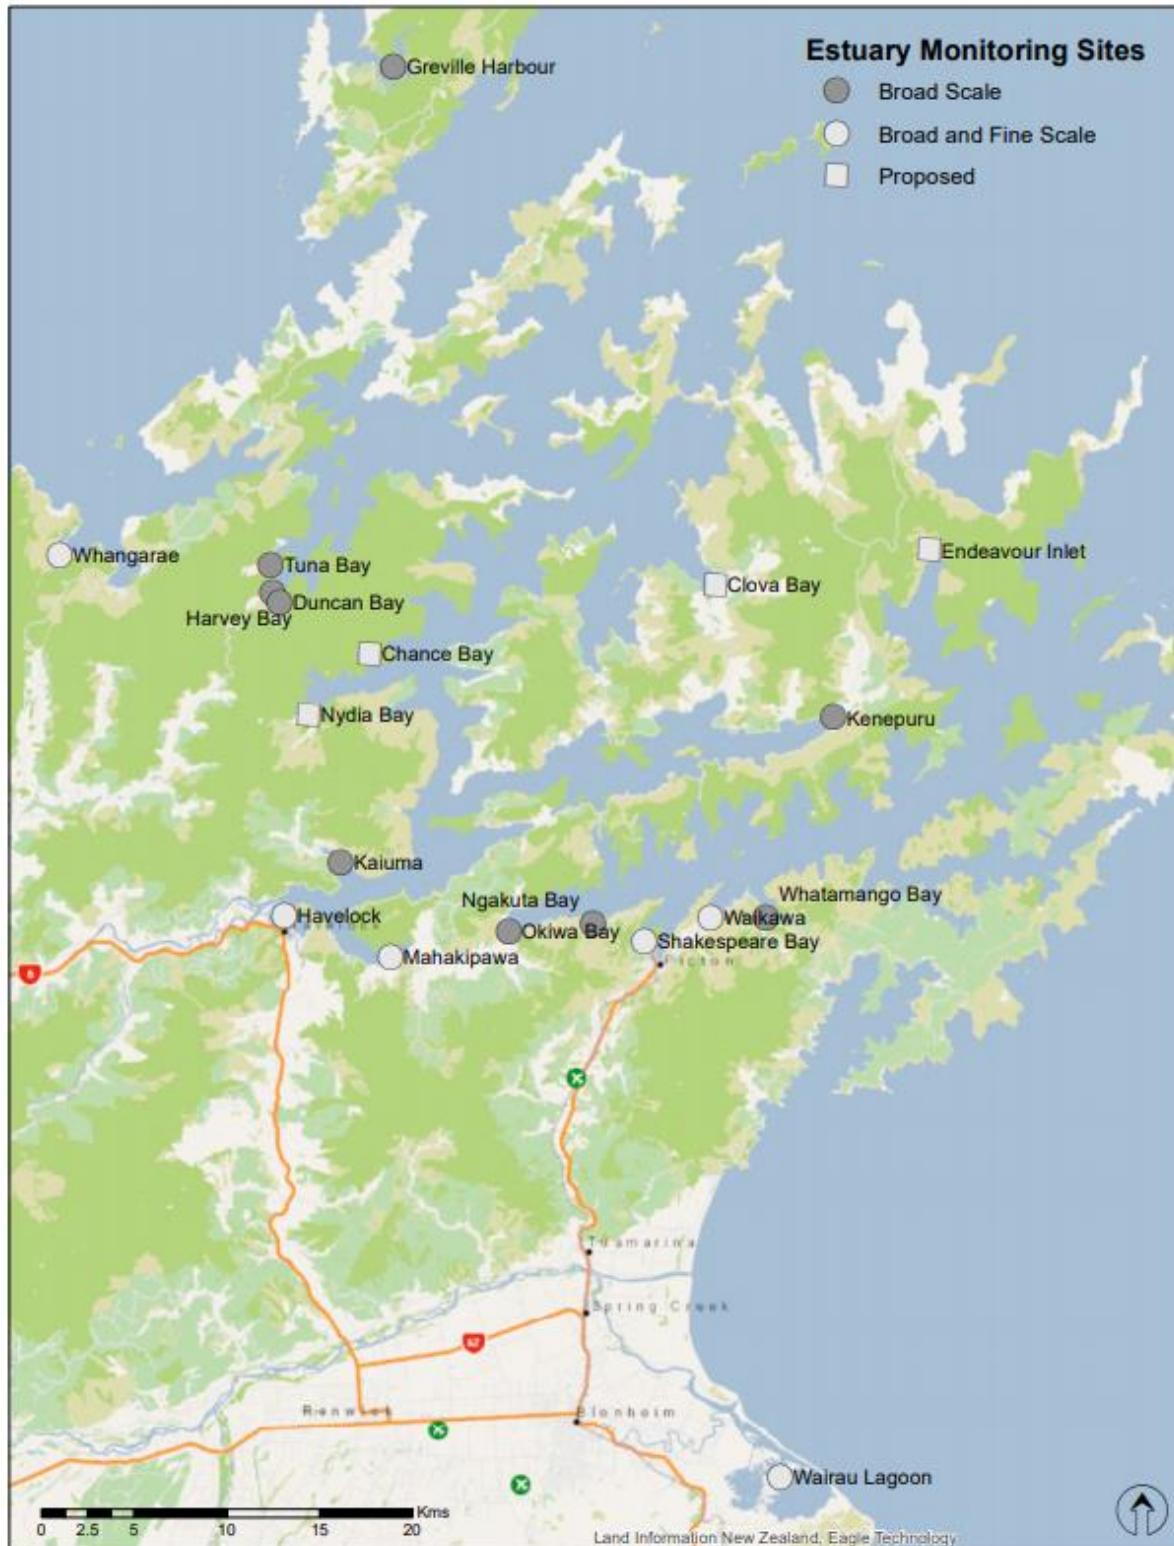 Estuary Monitoring Sites
Broad Scale
Broad and Fine Scale
Proposed
Greville Harbour
Whangarae
Tuna Bay
Duncan Bay
Harvey Bay
Endeavour Inlet
Clova Bay
Chance Bay
Nydia Bay
Kenepuru
Kaiuma
Ngakuta Bay
Whatamango Bay
Havelock
Okiwa Bay
Waikawa
Shakespeare Bay
Mahakipawa
Picton
6
Tuamarina
Spring Creek
62
Renwick
Blenheim
Wairau Lagoon
Kms
0 2.5 5 10 15 20
Land Information New Zealand, Eagle Technology